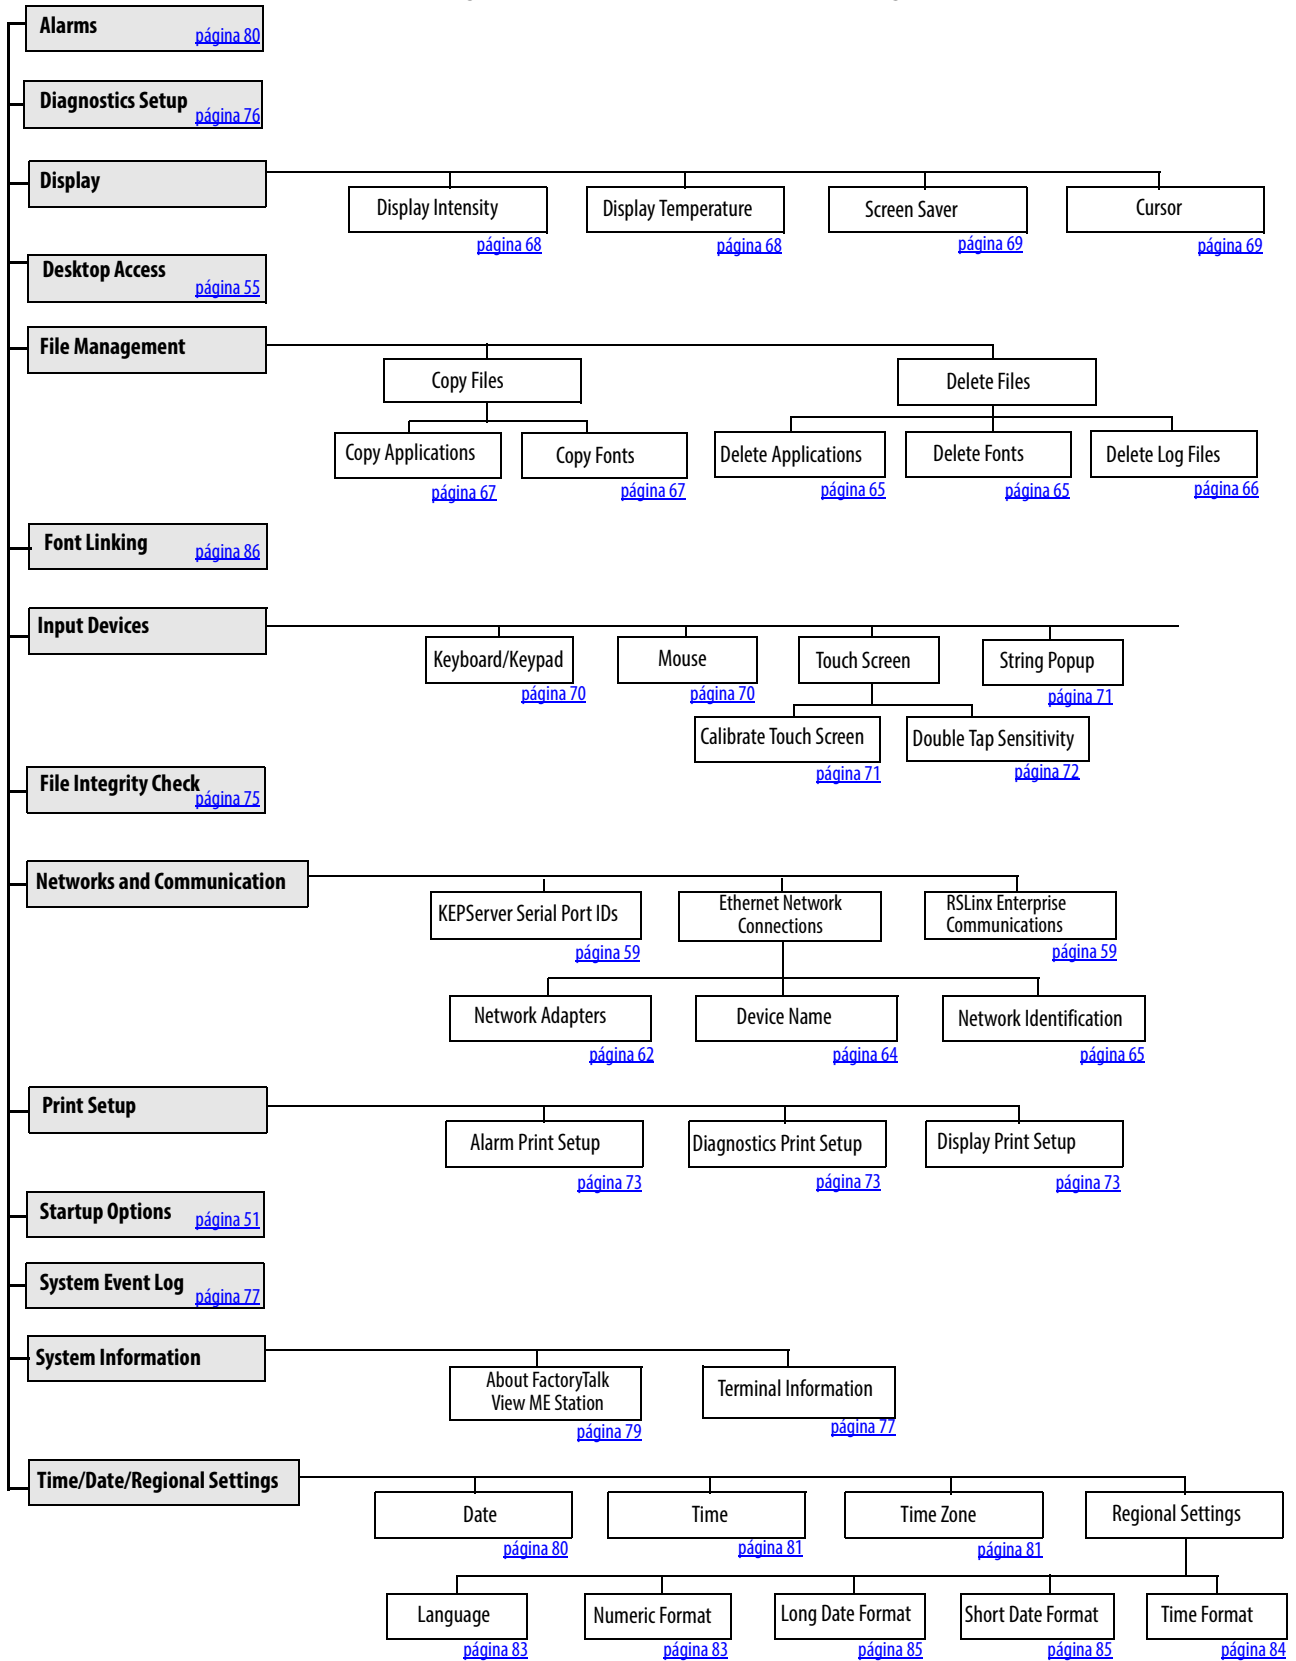 Alarms
página 80
Diagnostics Setup
página 76
Display
Display Intensity
Display Temperature
Screen Saver
Cursor
página 68
página 68
página 69
página 69
Desktop Access
página 55
File Management
Copy Files
Delete Files
Copy Applications
Copy Fonts
Delete Applications
Delete Fonts
Delete Log Files
página 67
página 67
página 65
página 65
página 66
Font Linking
página 86
Input Devices
Keyboard/Keypad
Mouse
Touch Screen
String Popup
página 70
página 70
página 71
Calibrate Touch Screen
Double Tap Sensitivity
página 71
página 72
File Integrity Check
página 75
Networks and Communication
KEPServer Serial Port IDs
Ethernet Network
Connections
RSLinx Enterprise
Communications
página 59
página 59
Network Adapters
Device Name
Network Identification
página 62
página 64
página 65
Print Setup
Alarm Print Setup
Diagnostics Print Setup
Display Print Setup
página 73
página 73
página 73
Startup Options
página 51
System Event Log
página 77
System Information
About FactoryTalk
View ME Station
Terminal Information
página 79
página 77
Time/Date/Regional Settings
Date
Time
Time Zone
Regional Settings
página 80
página 81
página 81
Language
Numeric Format
Long Date Format
Short Date Format
Time Format
página 83
página 83
página 85
página 85
página 84